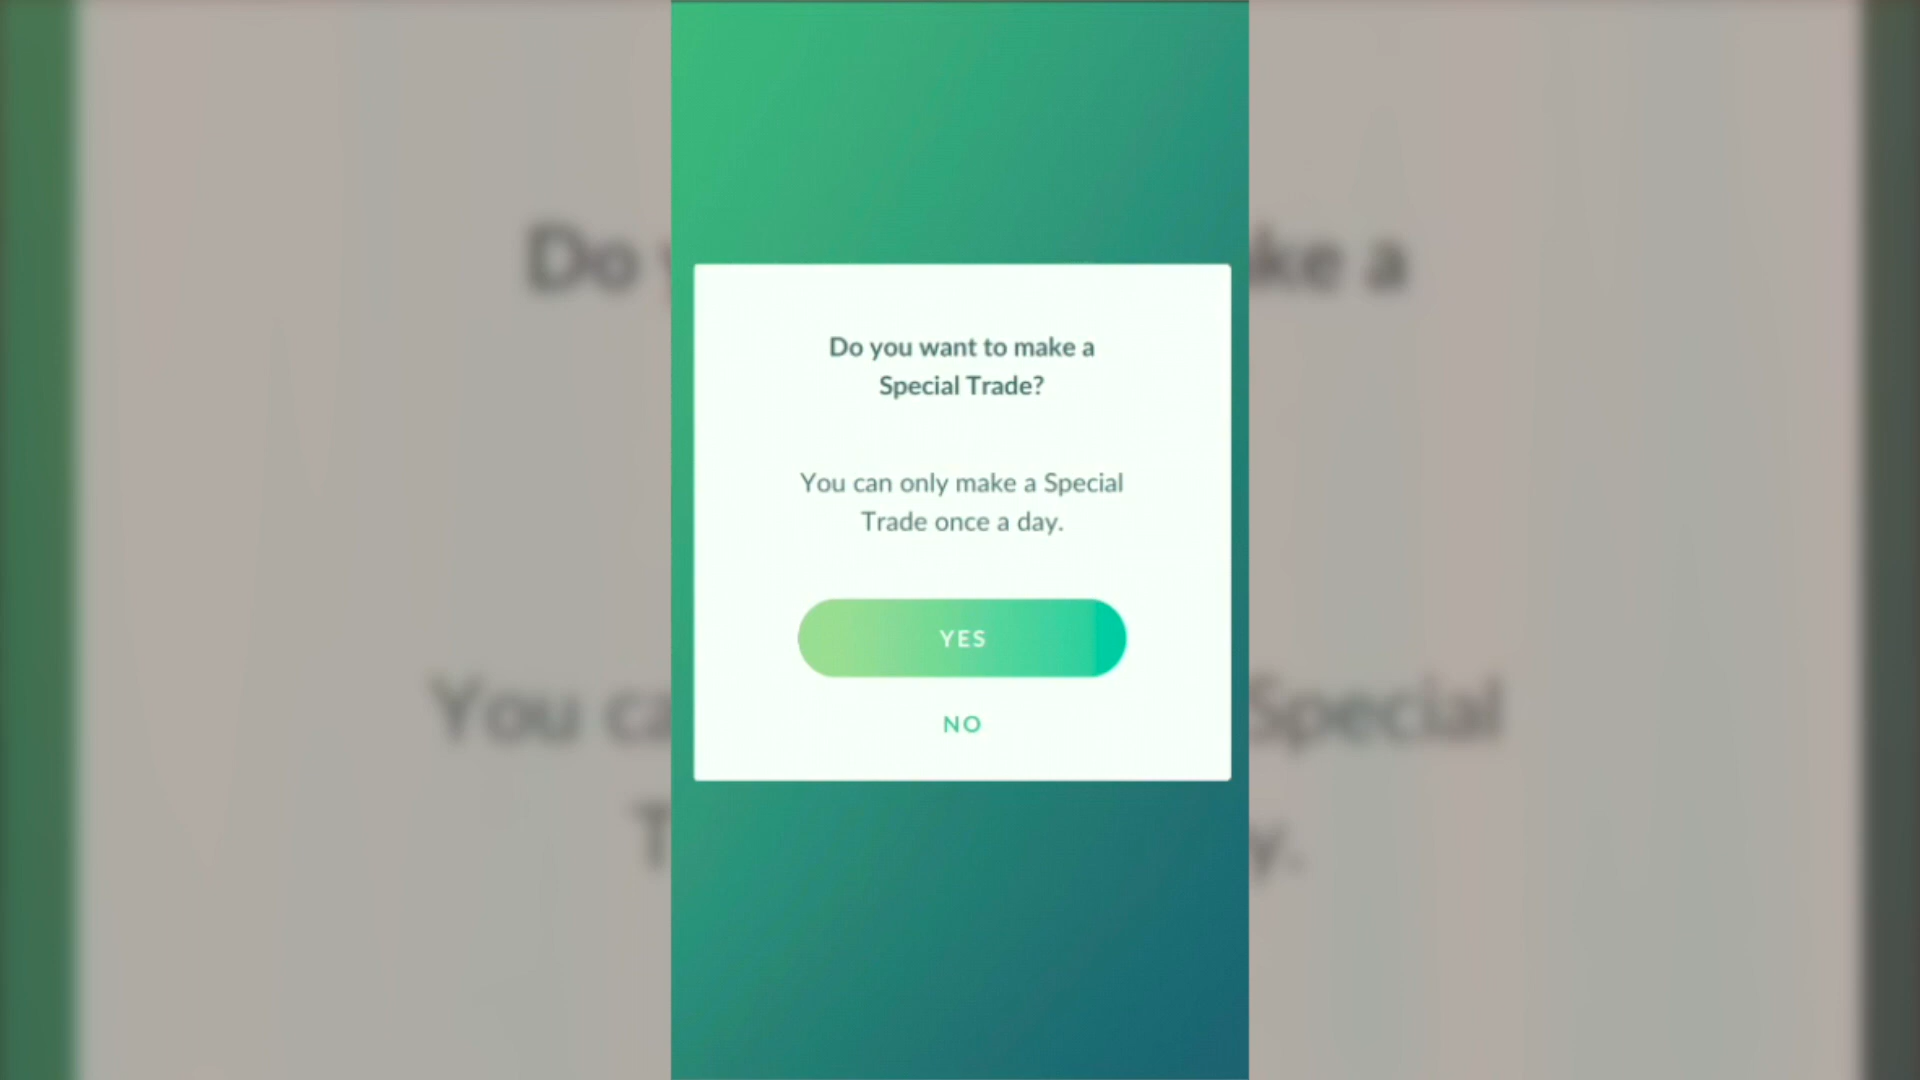 Do you want to make a
Special Trade?
You can only make a Special
Trade once a day.
YES
NO